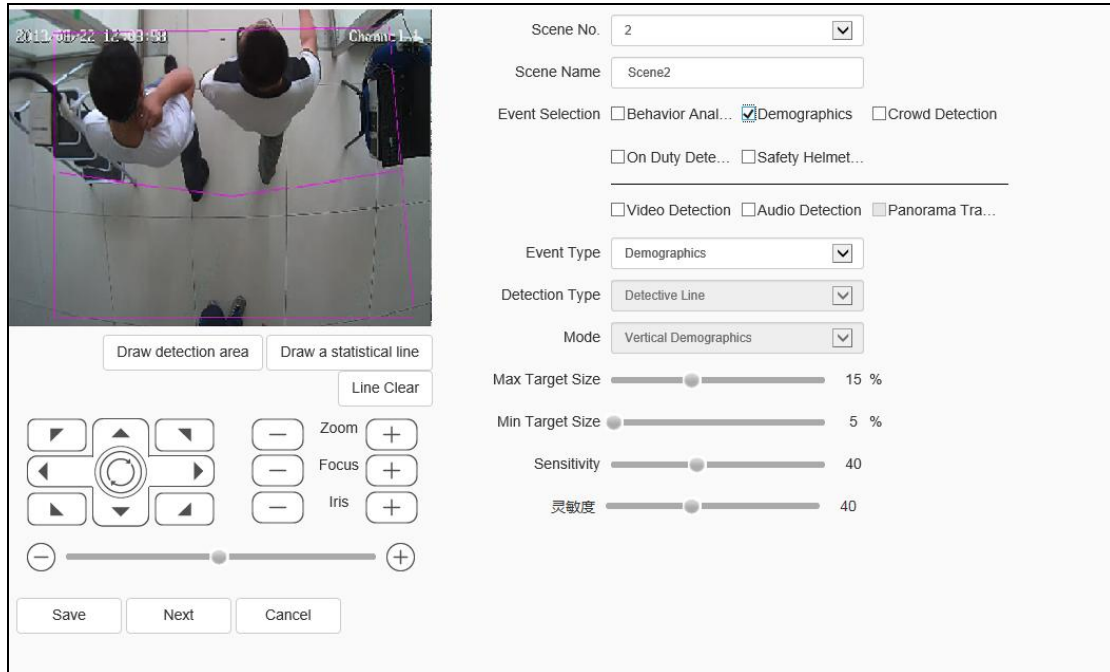 Scene No. 2
Scene Name Scene2
Event Selection Behavior Anal... Demographics Crowd Detection
On Duty Dete... Safety Helmet...
Video Detection Audio Detection Panorama Tra...
Event Type Demographics
Detection Type Detective Line
Mode Vertical Demographics
Max Target Size 15 %
Min Target Size 5 %
Sensitivity 40
灵敏度 40
Draw detection area Draw a statistical line
Line Clear
Zoom
Focus
Iris
Save Next Cancel